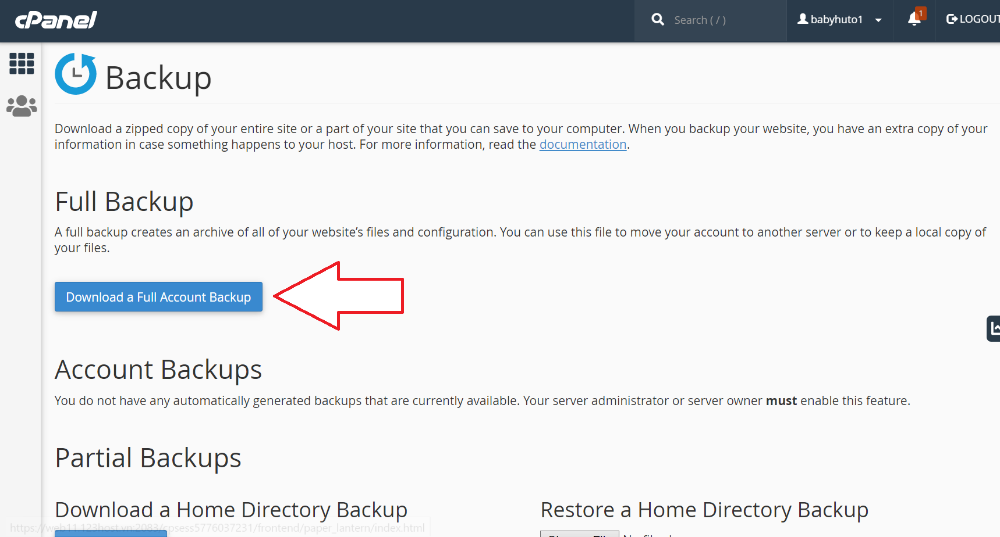 cPanel
Search ( / )
babyhuto1
1
LOGOUT
Backup
Download a zipped copy of your entire site or a part of your site that you can save to your computer. When you backup your website, you have an extra copy of your
information in case something happens to your host. For more information, read the documentation.
Full Backup
A full backup creates an archive of all of your website’s files and configuration. You can use this file to move your account to another server or to keep a local copy of
your files.
Download a Full Account Backup
Account Backups
You do not have any automatically generated backups that are currently available. Your server administrator or server owner must enable this feature.
Partial Backups
Download a Home Directory Backup
Restore a Home Directory Backup
https://web11.123host.vn:2083/cpsess5776037231/frontend/paper_lantern/index.html